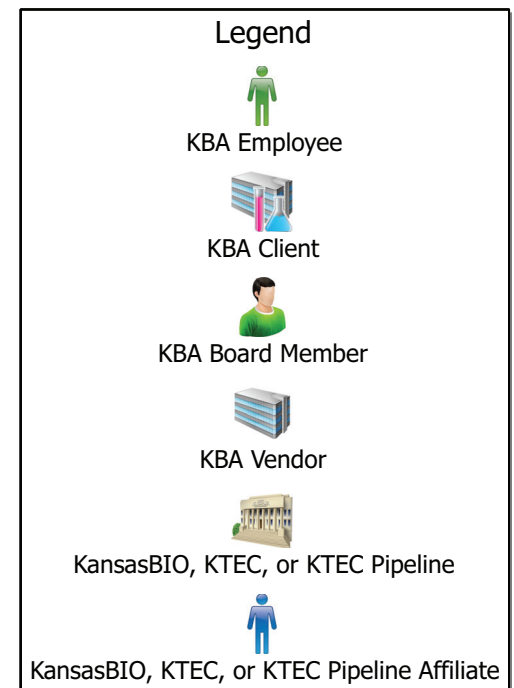 Legend
KBA Employee
KBA Client
KBA Board Member
KBA Vendor
KansasBIO, KTEC, or KTEC Pipeline
KansasBIO, KTEC, or KTEC Pipeline Affiliate